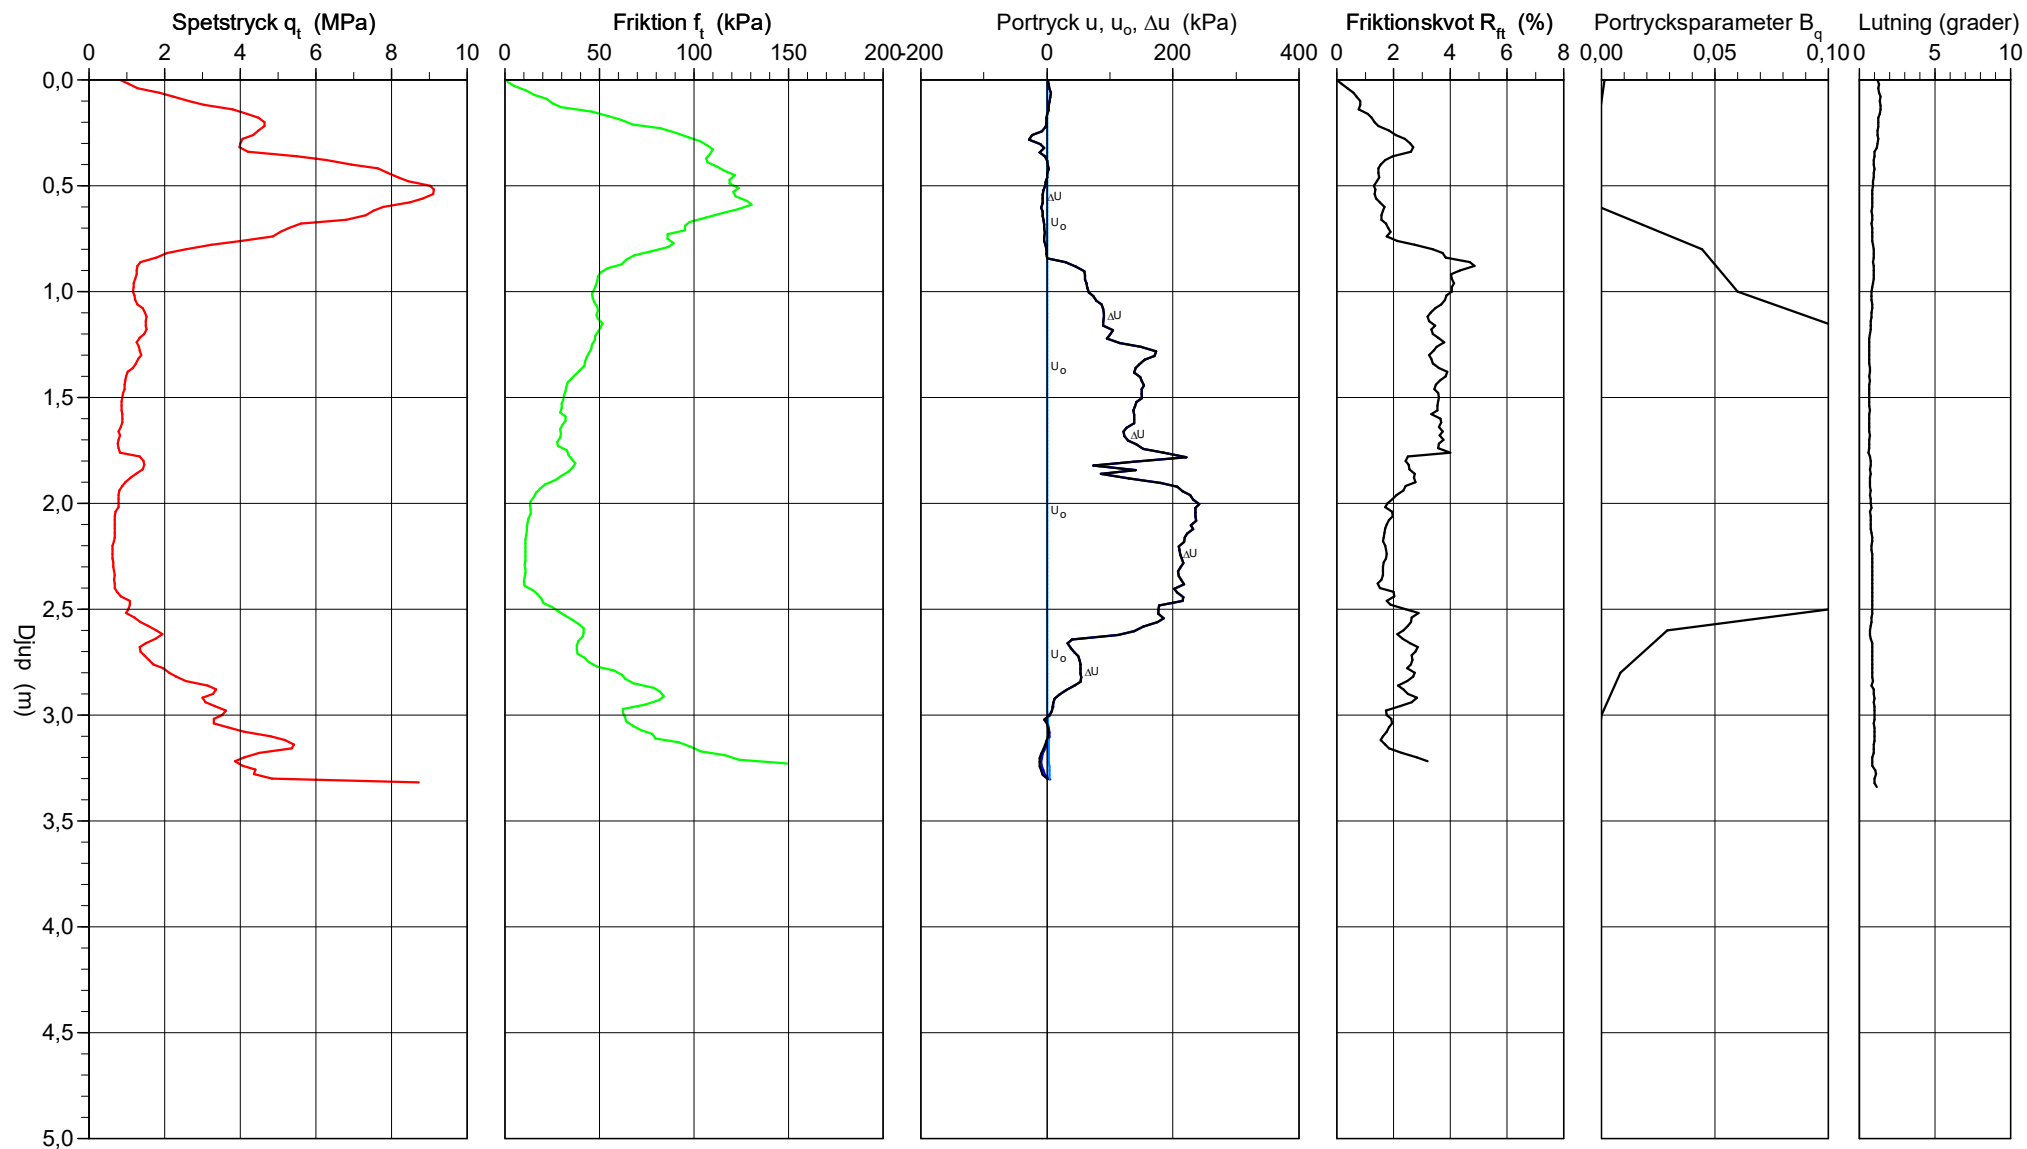 Spetstryck qt (MPa) Friktion ft (kPa) Portryck u, uo, Δu (kPa) Friktionskvot Rft (%) Portrycksparameter Bq Lutning (grader)
0 2 4 6 8 10 0 50 100 150 200 -200 0 200 400 0 2 4 6 8 0,00 0,05 0,10 0 5 10
0,0
0,5
ΔU
Uo
1,0
ΔU
Uo
1,5
ΔU
2,0
Uo
ΔU
2,5
Djup (m)
Uo
ΔU
3,0
3,5
4,0
4,5
5,0